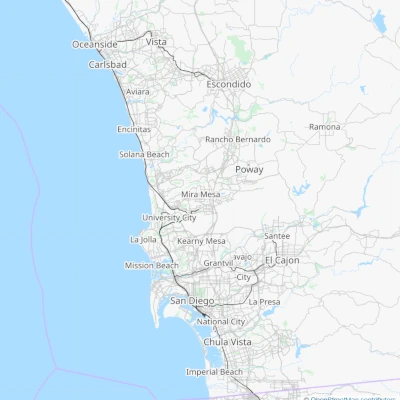 Oceanside
Vista
Carlsbad
Escondido
Aviara
Encinitas
Ramona
Rancho Bernardo
Solana Beach
Poway
Mira Mesa
University City
La Jolla
Kearny Mesa
Santee
Mission Beach
Grantvil
avajo
El Cajon
-City
San Diego
La Presa
National City
Chula Vista
Imperial Beach
© OpenStreetMap contributors